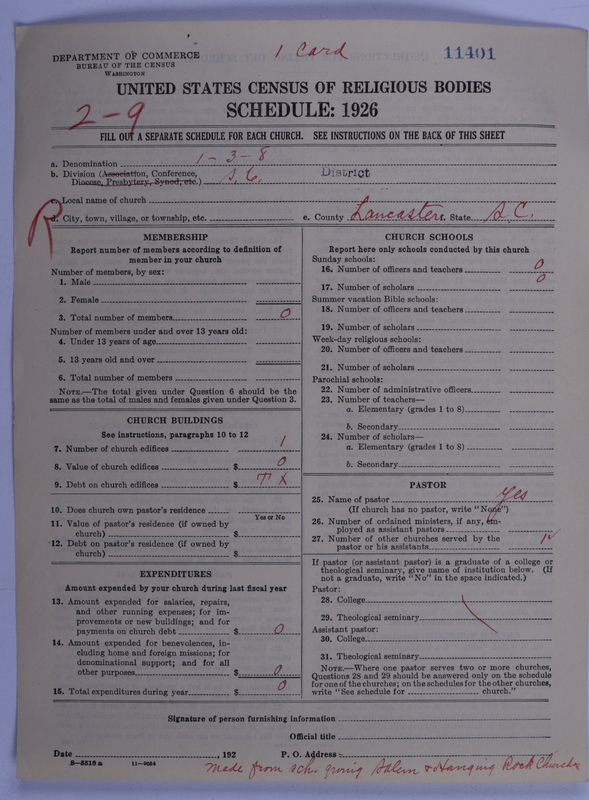 DEPARTMENT OF COMMERCE
BUREAU OF THE CENSUS
WASHINGTON
1 Card
11401
UNITED STATES CENSUS OF RELIGIOUS BODIES
SCHEDULE: 1926
2-9
FILL OUT A SEPARATE SCHEDULE FOR EACH CHURCH. SEE INSTRUCTIONS ON THE BACK OF THIS SHEET
a. Denomination 1-3-8
b. Division (Association, Conference, Diocese, Presbytery, Synod, etc.) S.C. District
c. Local name of church
R
d. City, town, village, or township, etc. e. County Lancaster f. State S.C.
MEMBERSHIP
Report number of members according to definition of
member in your church
Number of members, by sex:
1. Male
2. Female
3. Total number of members 0
Number of members under and over 13 years old:
4. Under 13 years of age
5. 13 years old and over
6. Total number of members
NOTE.—The total given under Question 6 should be the
same as the total of males and females given under Question 3.
CHURCH BUILDINGS
See instructions, paragraphs 10 to 12
7. Number of church edifices 1
8. Value of church edifices $ 0
9. Debt on church edifices $ X
10. Does church own pastor's residence
Yes or No
11. Value of pastor's residence (if owned by
church) $
12. Debt on pastor's residence (if owned by
church) $
EXPENDITURES
Amount expended by your church during last fiscal year
13. Amount expended for salaries, repairs,
and other running expenses; for im-
provements or new buildings; and for
payments on church debt $ 0
14. Amount expended for benevolences, in-
cluding home and foreign missions; for
denominational support; and for all
other purposes $ 0
15. Total expenditures during year $ 0
CHURCH SCHOOLS
Report here only schools conducted by this church
Sunday schools:
16. Number of officers and teachers 0
17. Number of scholars 0
Summer vacation Bible schools:
18. Number of officers and teachers
19. Number of scholars
Week-day religious schools:
20. Number of officers and teachers
21. Number of scholars
Parochial schools:
22. Number of administrative officers
23. Number of teachers—
a. Elementary (grades 1 to 8)
b. Secondary
24. Number of scholars—
a. Elementary (grades 1 to 8)
b. Secondary
PASTOR
25. Name of pastor Yes
(If church has no pastor, write "None")
26. Number of ordained ministers, if any, em-
ployed as assistant pastors
27. Number of other churches served by the
pastor or his assistants
If pastor (or assistant pastor) is a graduate of a college or
theological seminary, give name of institution below. (If
not a graduate, write "No" in the space indicated.)
Pastor:
28. College
29. Theological seminary
Assistant pastor:
30. College
31. Theological seminary
NOTE.—Where one pastor serves two or more churches,
Questions 28 and 29 should be answered only on the schedule
for one of the churches; on the schedules for the other churches,
write "See schedule for church."
Signature of person furnishing information
Official title
Date , 192 P. O. Address
8-5518 a 11-9034
made from sch. giving Salem & Hanging Rock Churches